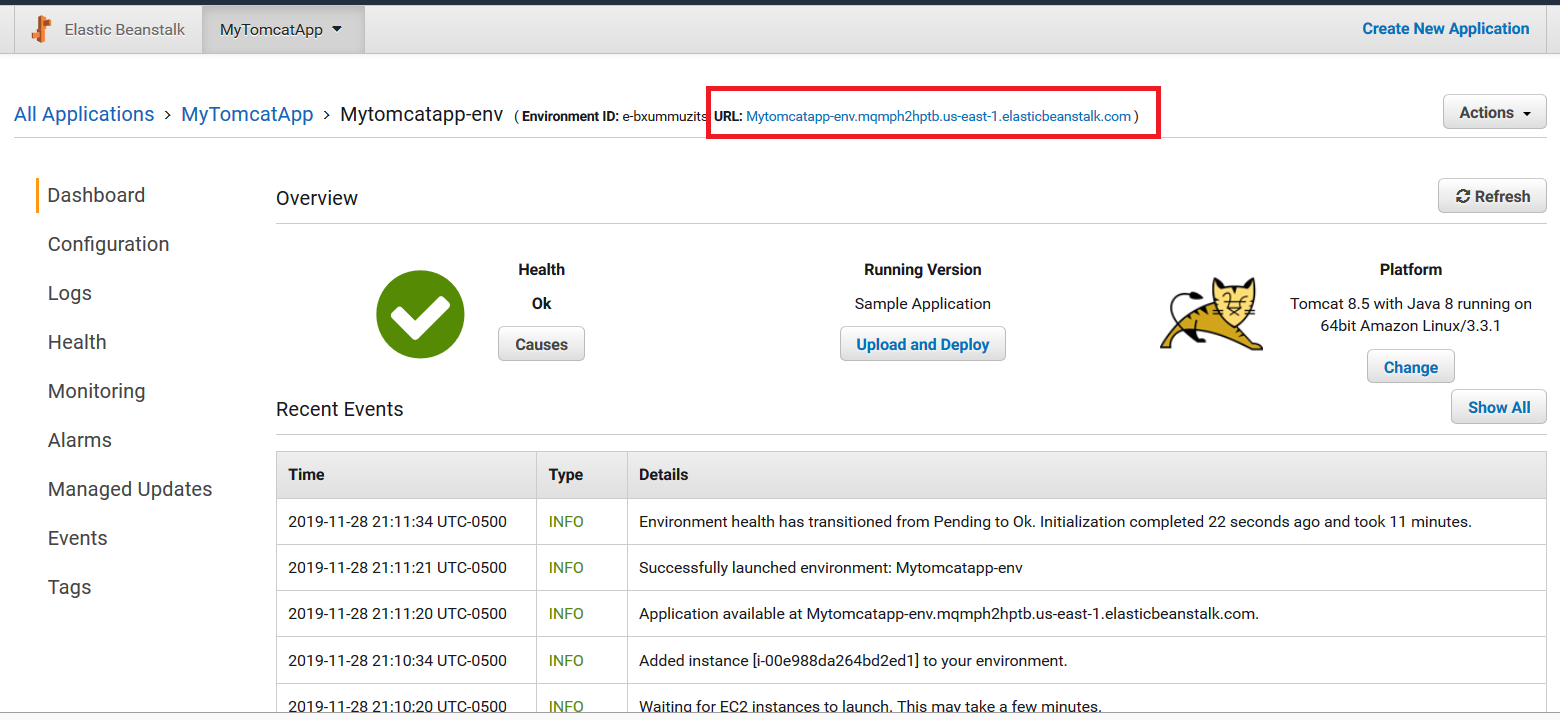 Elastic Beanstalk MyTomcatApp Create New Application
All Applications > MyTomcatApp > Mytomcatapp-env ( Environment ID: e-bxummuzits URL: Mytomcatapp-env.mqmph2hptb.us-east-1.elasticbeanstalk.com ) Actions
Dashboard
Configuration
Logs
Health
Monitoring
Alarms
Managed Updates
Events
Tags
Overview Refresh
Health
Ok
Causes
Running Version
Sample Application
Upload and Deploy
Platform
Tomcat 8.5 with Java 8 running on
64bit Amazon Linux/3.3.1
Change
Recent Events Show All
Time Type Details
2019-11-28 21:11:34 UTC-0500 INFO Environment health has transitioned from Pending to Ok. Initialization completed 22 seconds ago and took 11 minutes.
2019-11-28 21:11:21 UTC-0500 INFO Successfully launched environment: Mytomcatapp-env
2019-11-28 21:11:20 UTC-0500 INFO Application available at Mytomcatapp-env.mqmph2hptb.us-east-1.elasticbeanstalk.com.
2019-11-28 21:10:34 UTC-0500 INFO Added instance [i-00e988da264bd2ed1] to your environment.
2019-11-28 21:10:20 UTC-0500 INFO Waiting for EC2 instances to launch. This may take a few minutes.